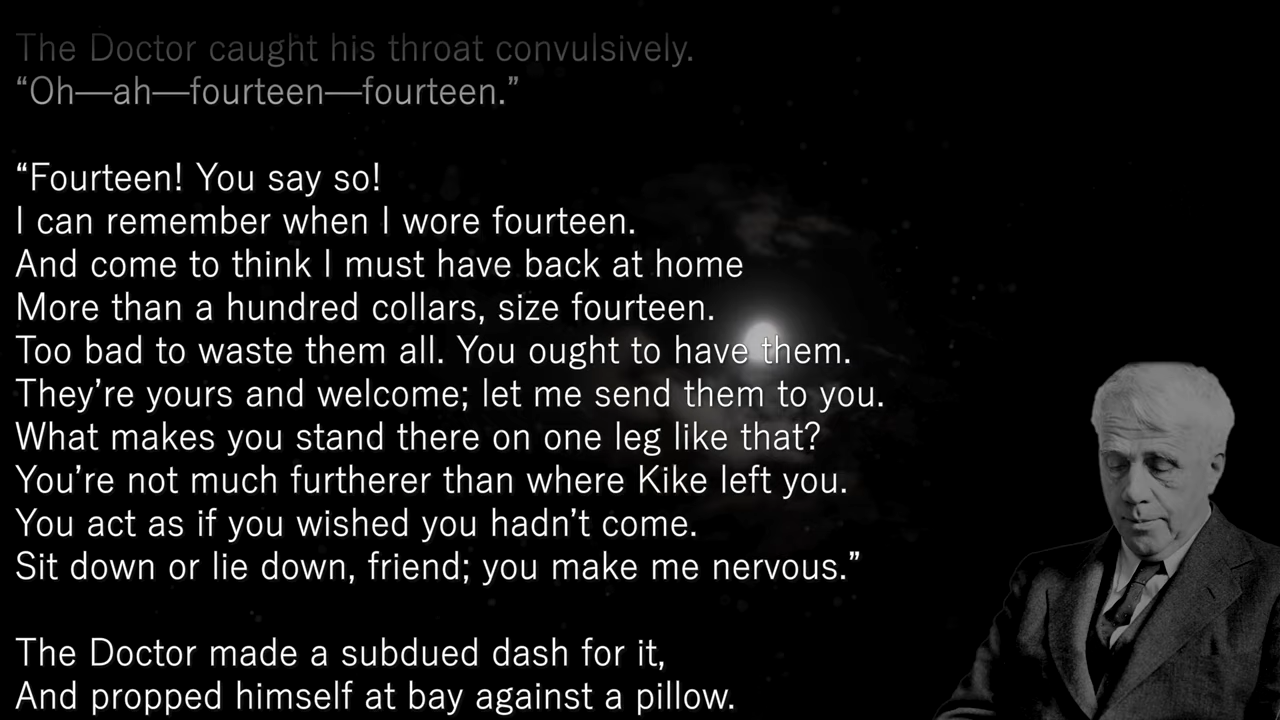 The Doctor caught his throat convulsively.
“Oh—ah—fourteen—fourteen.”
“Fourteen! You say so!
I can remember when I wore fourteen.
And come to think I must have back at home
More than a hundred collars, size fourteen.
Too bad to waste them all. You ought to have them.
They’re yours and welcome; let me send them to you.
What makes you stand there on one leg like that?
You’re not much furtherer than where Kike left you.
You act as if you wished you hadn’t come.
Sit down or lie down, friend; you make me nervous.”
The Doctor made a subdued dash for it,
And propped himself at bay against a pillow.